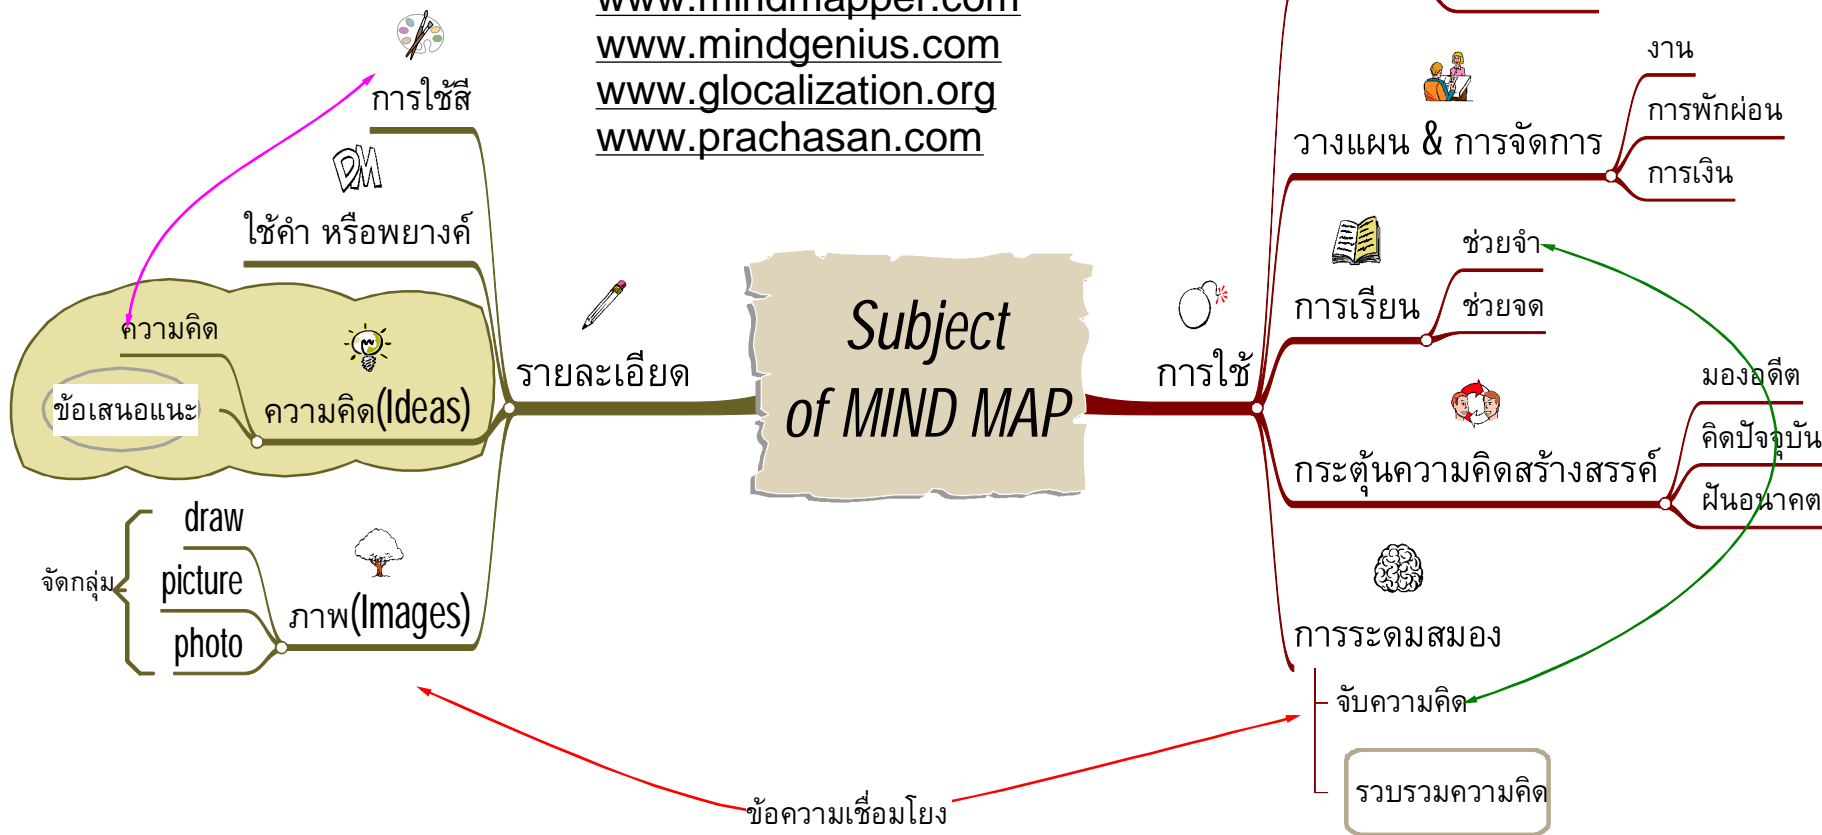 www.mindmapper.com
www.mindgenius.com
www.glocalization.org
www.prachasan.com
การใช้สี
DM
ใช้คำ หรือพยางค์
ความคิด
ข้อเสนอแนะ
ความคิด(Ideas)
รายละเอียด
draw
picture
photo
จัดกลุ่ม
ภาพ(Images)
Subject
of MIND MAP
การใช้
งาน
การพักผ่อน
การเงิน
วางแผน & การจัดการ
ช่วยจำ
ช่วยจด
การเรียน
มองอดีต
คิดปัจจุบัน
ฝันอนาคต
กระตุ้นความคิดสร้างสรรค์
การระดมสมอง
จับความคิด
รวบรวมความคิด
ข้อความเชื่อมโยง